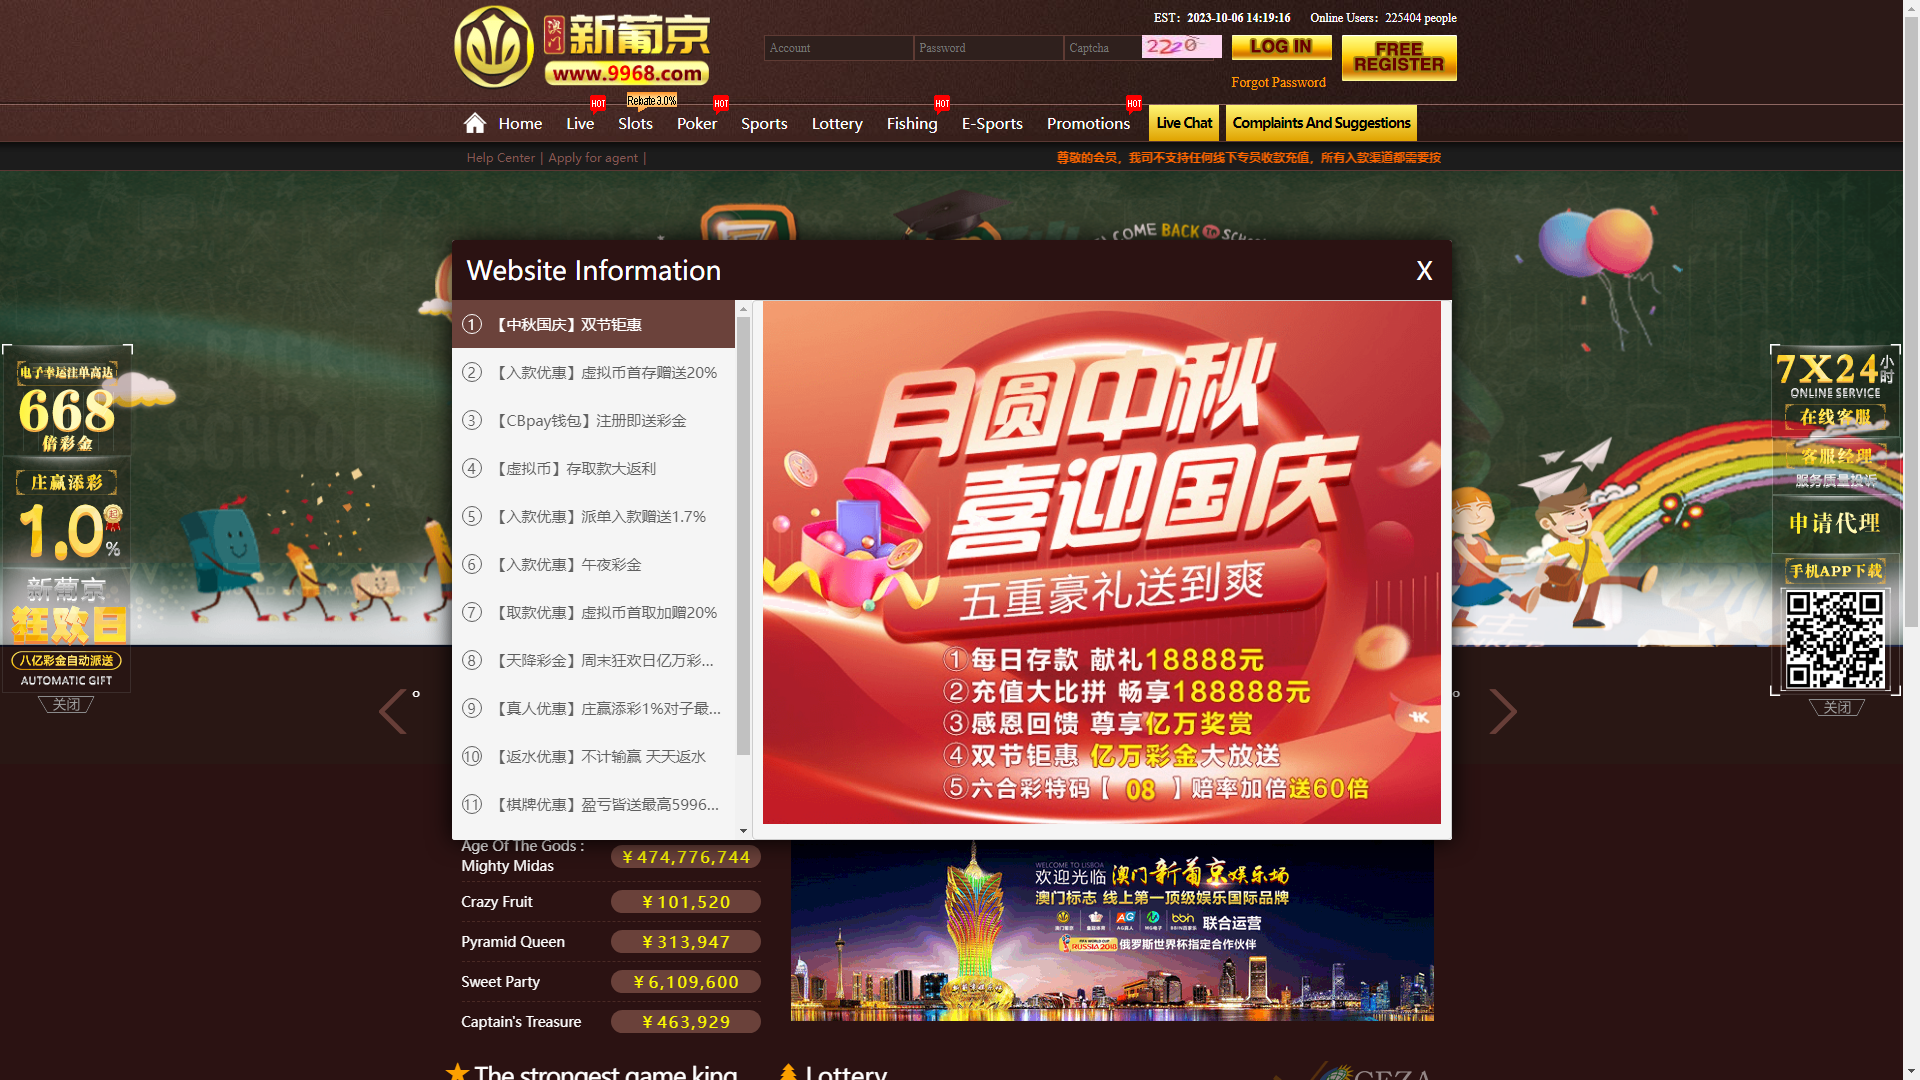 澳门 新葡京
www.9968.com
EST: 2023-10-06 14:19:16 Online Users: 225404 people
Account Password Captcha 2220
LOG IN
FREE REGISTER
Forgot Password
Home
Live HOT
Slots Rebate 3.0%
Poker HOT
Sports
Lottery
Fishing HOT
E-Sports
Promotions HOT
Live Chat
Complaints And Suggestions
Help Center | Apply for agent |
尊敬的会员，我司不支持任何线下专员收款充值，所有入款渠道都需要按
COME BACK TO
Website Information X
① 【中秋国庆】双节钜惠
② 【入款优惠】虚拟币首存赠送20%
③ 【CBpay钱包】注册即送彩金
④ 【虚拟币】存取款大返利
⑤ 【入款优惠】派单入款赠送1.7%
⑥ 【入款优惠】午夜彩金
⑦ 【取款优惠】虚拟币首取加赠20%
⑧ 【天降彩金】周末狂欢日亿万彩...
⑨ 【真人优惠】庄赢添彩1%对子最...
⑩ 【返水优惠】不计输赢 天天返水
⑪ 【棋牌优惠】盈亏皆送最高5996...
月圆中秋
喜迎国庆
五重豪礼送到爽
①每日存款 献礼18888元
②充值大比拼 畅享188888元
③感恩回馈 尊享亿万奖赏
④双节钜惠 亿万彩金大放送
⑤六合彩特码【 08 】赔率加倍送60倍
电子幸运注单高达
668
倍彩金
庄赢添彩
1.0%
新葡京
狂欢日
八亿彩金自动派送
AUTOMATIC GIFT
关闭
7X24小时
ONLINE SERVICE
在线客服
客服经理
服务质量投诉
申请代理
手机APP下载
关闭
Age Of The Gods :
Mighty Midas ¥ 474,776,744
Crazy Fruit ¥ 101,520
Pyramid Queen ¥ 313,947
Sweet Party ¥ 6,109,600
Captain's Treasure ¥ 463,929
WELCOME TO LISBOA
欢迎光临 澳门新葡京娱乐场
澳门标志 线上第一顶级娱乐国际品牌
AG bbin 联合运营
RUSSIA 2018 俄罗斯世界杯指定合作伙伴
The strongest game king
Lottery
CEZA